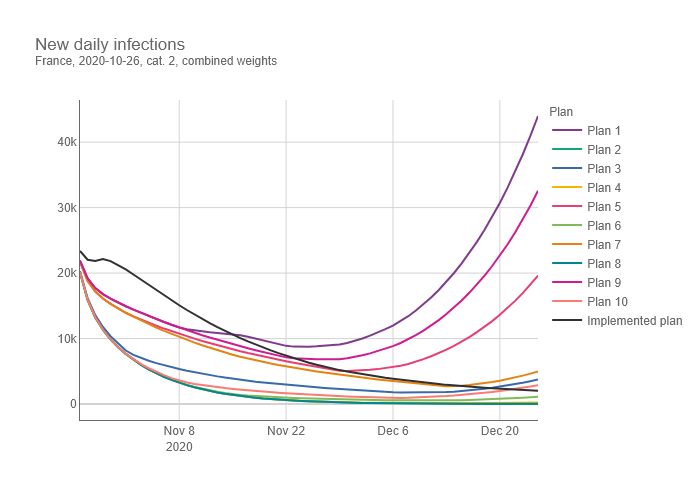 New daily infections
France, 2020-10-26, cat. 2, combined weights
Plan
Plan 1
Plan 2
Plan 3
Plan 4
Plan 5
Plan 6
Plan 7
Plan 8
Plan 9
Plan 10
Implemented plan
40k
30k
20k
10k
0
Nov 8 Nov 22 Dec 6 Dec 20
2020